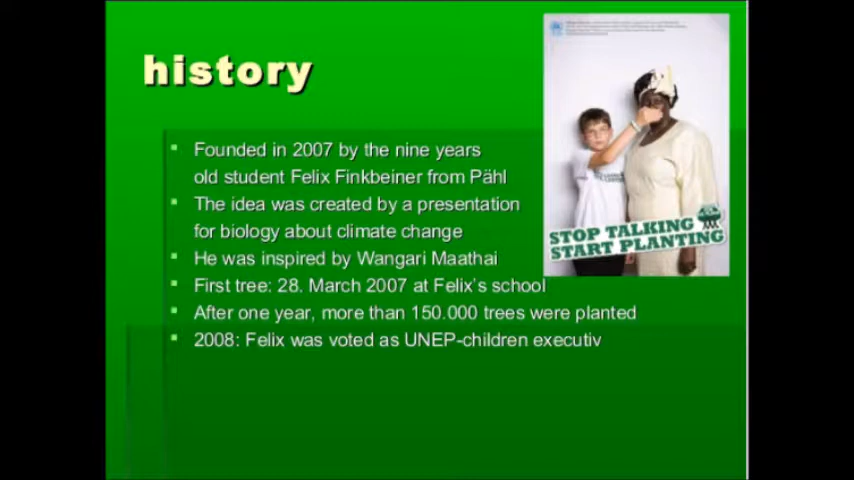 history
Founded in 2007 by the nine years
old student Felix Finkbeiner from Pähl
The idea was created by a presentation
for biology about climate change
He was inspired by Wangari Maathai
First tree: 28. March 2007 at Felix's school
After one year, more than 150.000 trees were planted
2008: Felix was voted as UNEP-children executiv
STOP TALKING
START PLANTING